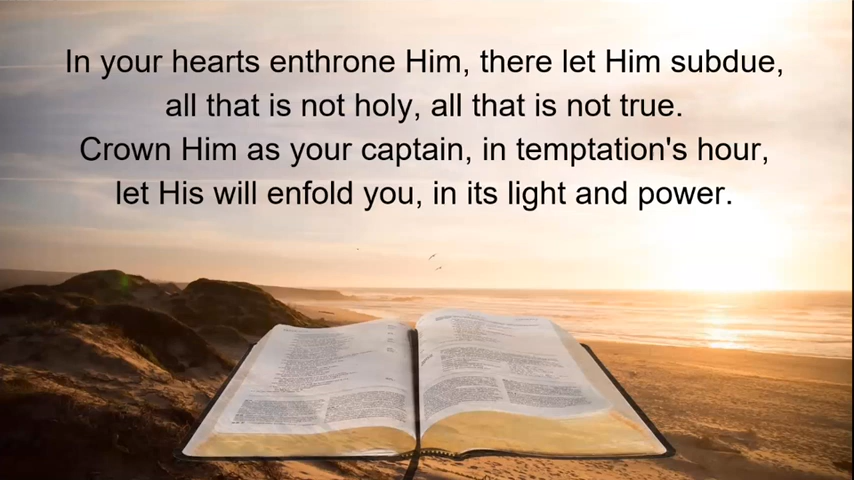 In your hearts enthrone Him, there let Him subdue,
all that is not holy, all that is not true.
Crown Him as your captain, in temptation's hour,
let His will enfold you, in its light and power.